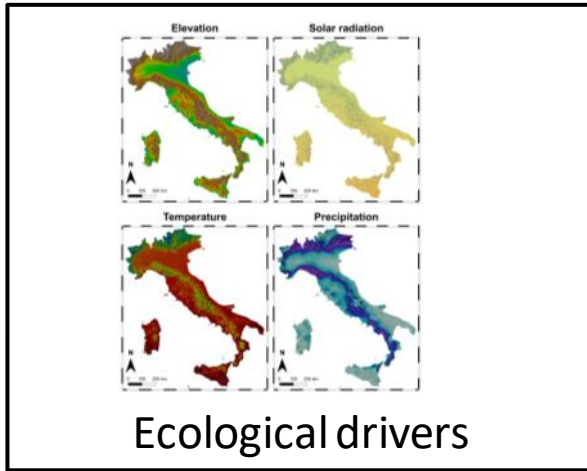 Elevation
Solar radiation
N
Temperature
Precipitation
N
N
Ecological drivers